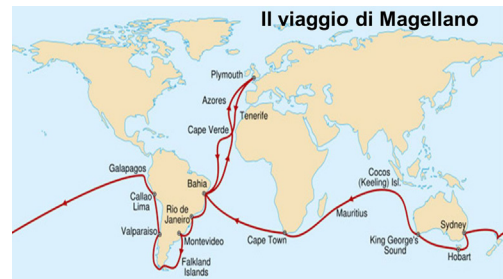 Il viaggio di Magellano
Plymouth
Azores
Tenerife
Cape Verde
Galapagos
Bahia
Callao
Lima
Rio de
Janeiro
Valparaiso
Montevideo
Falkland
Islands
Cape Town
Mauritius
Cocos
(Keeling) Isl.
King George's
Sound
Sydney
Hobart